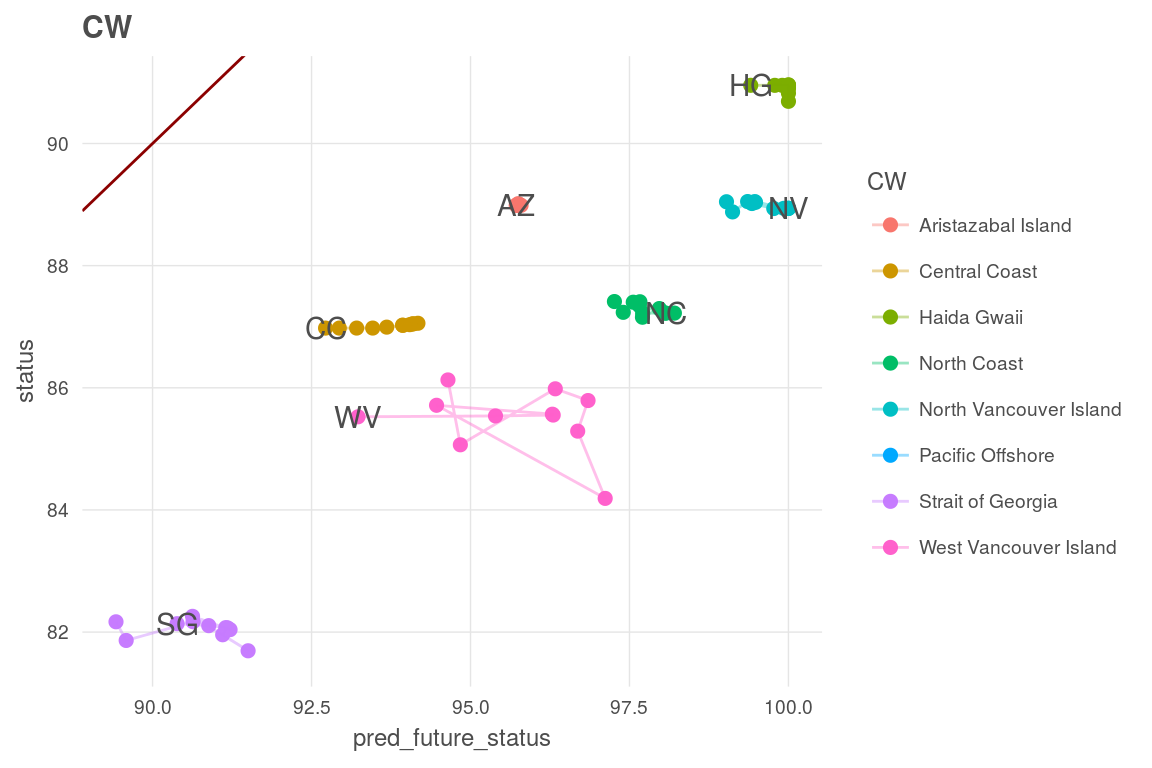 CW
HG
90
AZ
NV
CW
Aristazabal Island
88
Central Coast
Haida Gwaii
CC
NC
North Coast
status
86
WV
North Vancouver Island
Pacific Offshore
84
Strait of Georgia
West Vancouver Island
SG
82
90.0 92.5 95.0 97.5 100.0
pred_future_status